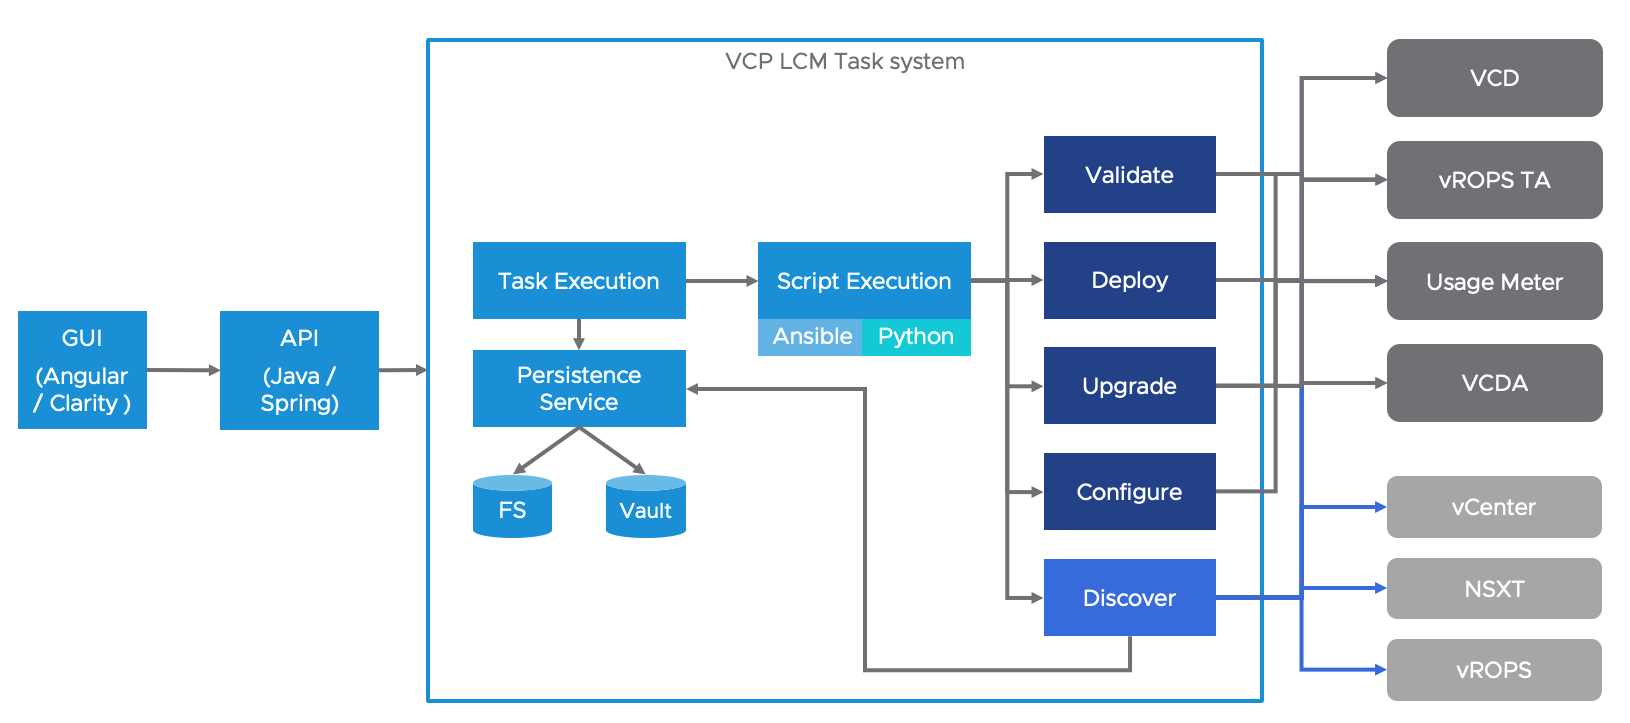 VCP LCM Task system
GUI
(Angular
/ Clarity )
API
(Java /
Spring)
Task Execution
Persistence
Service
FS
Vault
Script Execution
Ansible
Python
Validate
Deploy
Upgrade
Configure
Discover
VCD
vROPS TA
Usage Meter
VCDA
vCenter
NSXT
vROPS